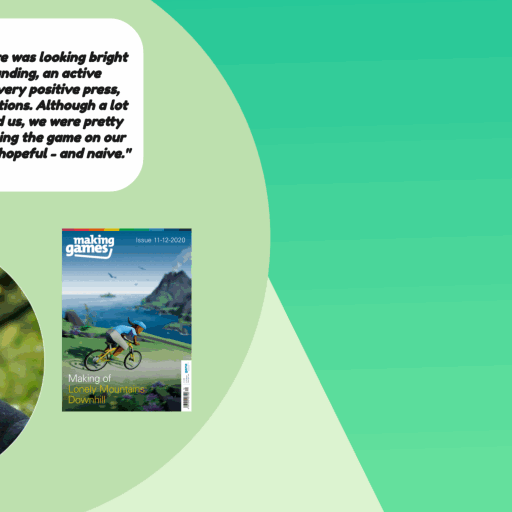 e was looking bright
nding, an active
very positive press,
tions. Although a lot
d us, we were pretty
ing the game on our
hopeful - and naive."
making games
Issue 11-12-2020
Making of
Lonely Mountains:
Downhill